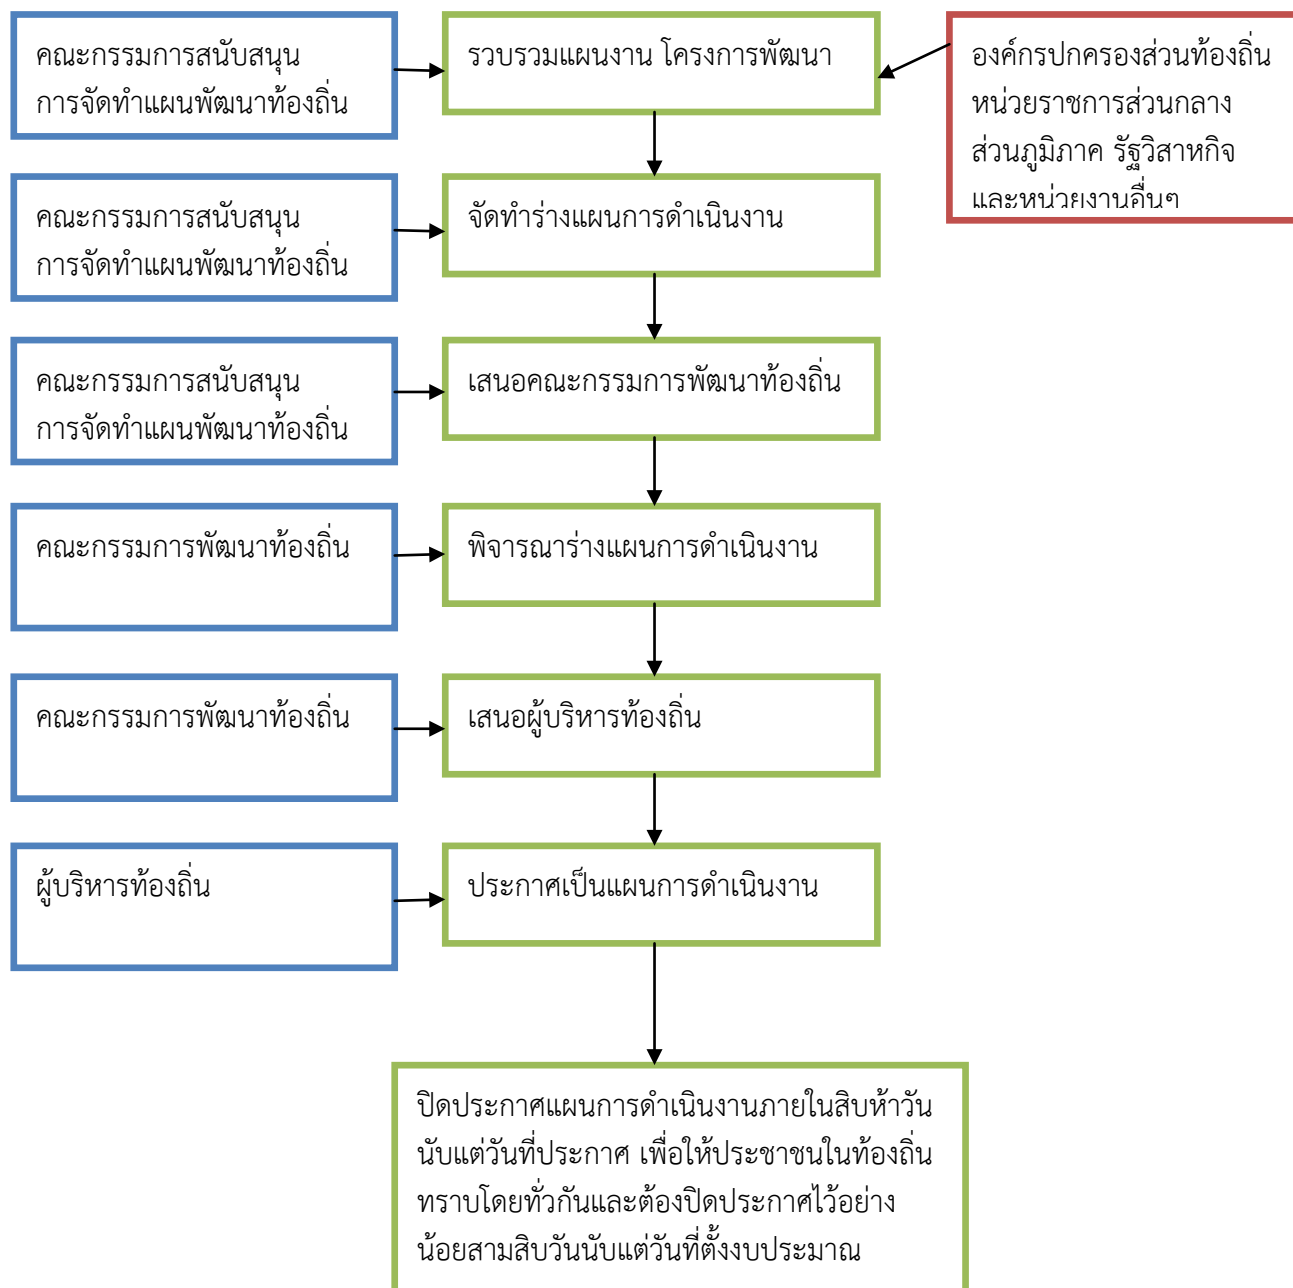 คณะกรรมการสนับสนุน
การจัดทำแผนพัฒนาท้องถิ่น
รวบรวมแผนงาน โครงการพัฒนา
องค์กรปกครองส่วนท้องถิ่น
หน่วยราชการส่วนกลาง
ส่วนภูมิภาค รัฐวิสาหกิจ
และหน่วยงานอื่นๆ
คณะกรรมการสนับสนุน
การจัดทำแผนพัฒนาท้องถิ่น
จัดทำร่างแผนการดำเนินงาน
คณะกรรมการสนับสนุน
การจัดทำแผนพัฒนาท้องถิ่น
เสนอคณะกรรมการพัฒนาท้องถิ่น
คณะกรรมการพัฒนาท้องถิ่น
พิจารณาร่างแผนการดำเนินงาน
คณะกรรมการพัฒนาท้องถิ่น
เสนอผู้บริหารท้องถิ่น
ผู้บริหารท้องถิ่น
ประกาศเป็นแผนการดำเนินงาน
ปิดประกาศแผนการดำเนินงานภายในสิบห้าวัน
นับแต่วันที่ประกาศ เพื่อให้ประชาชนในท้องถิ่น
ทราบโดยทั่วกันและต้องปิดประกาศไว้อย่าง
น้อยสามสิบวันนับแต่วันที่ตั้งงบประมาณ